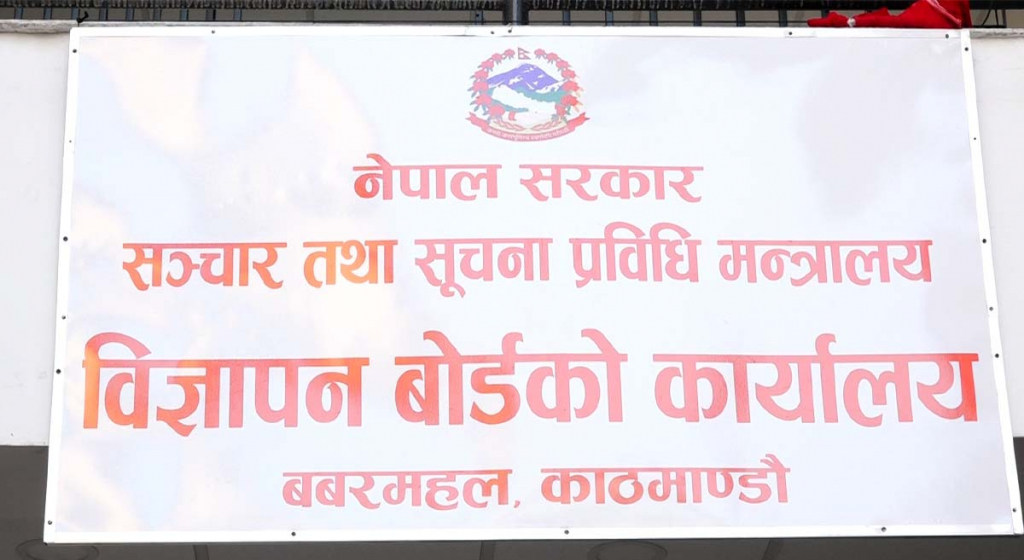 नेपाल सरकार
सञ्चार तथा सूचना प्रविधि मन्त्रालय
विज्ञापन बोर्डको कार्यालय
बबरमहल, काठमाण्डौ